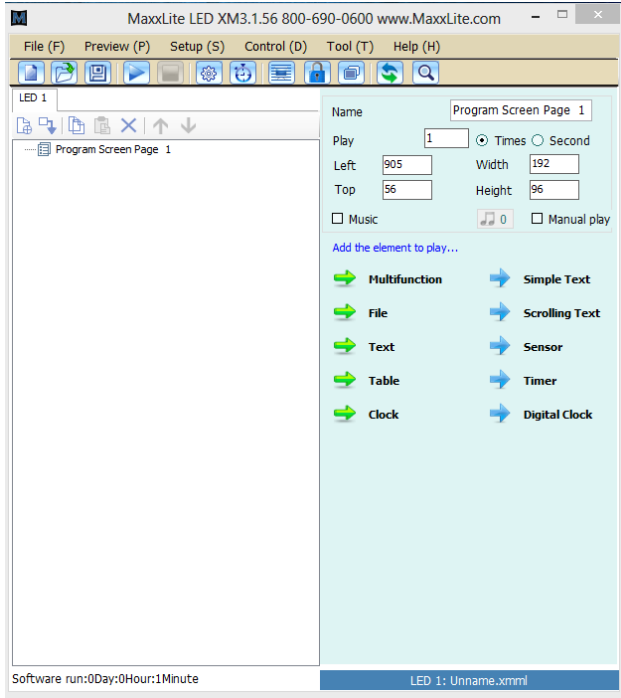 M MaxxLite LED XM3.1.56 800-690-0600 www.MaxxLite.com
File (F) Preview (P) Setup (S) Control (D) Tool (T) Help (H)
LED 1
Program Screen Page 1
Name Program Screen Page 1
Play 1 Times Second
Left 905 Width 192
Top 56 Height 96
Music 0 Manual play
Add the element to play...
Multifunction Simple Text
File Scrolling Text
Text Sensor
Table Timer
Clock Digital Clock
Software run:0Day:0Hour:1Minute LED 1: Unname.xmml